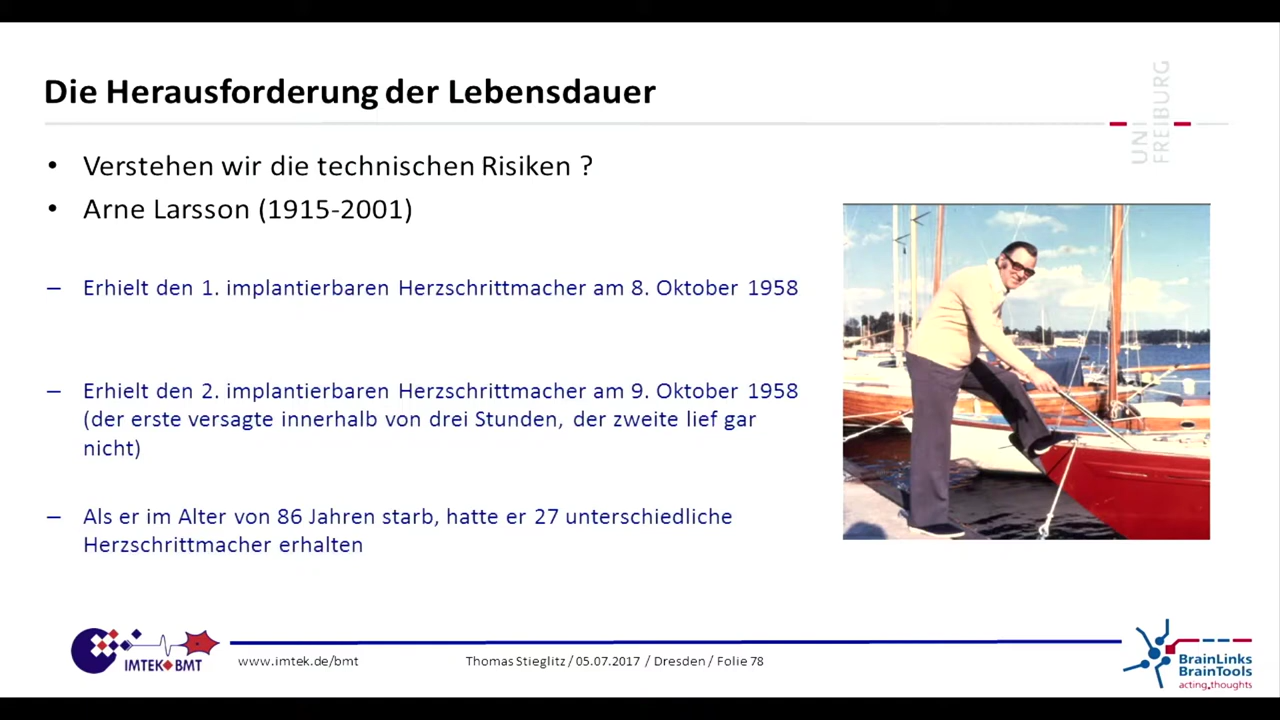 Die Herausforderung der Lebensdauer
UNI
FREIBURG
• Verstehen wir die technischen Risiken ?
• Arne Larsson (1915-2001)
– Erhielt den 1. implantierbaren Herzschrittmacher am 8. Oktober 1958
– Erhielt den 2. implantierbaren Herzschrittmacher am 9. Oktober 1958
(der erste versagte innerhalb von drei Stunden, der zweite lief gar
nicht)
– Als er im Alter von 86 Jahren starb, hatte er 27 unterschiedliche
Herzschrittmacher erhalten
IMTEK BMT
www.imtek.de/bmt
Thomas Stieglitz / 05.07.2017 / Dresden / Folie 78
BrainLinks
BrainTools
acting.thoughts